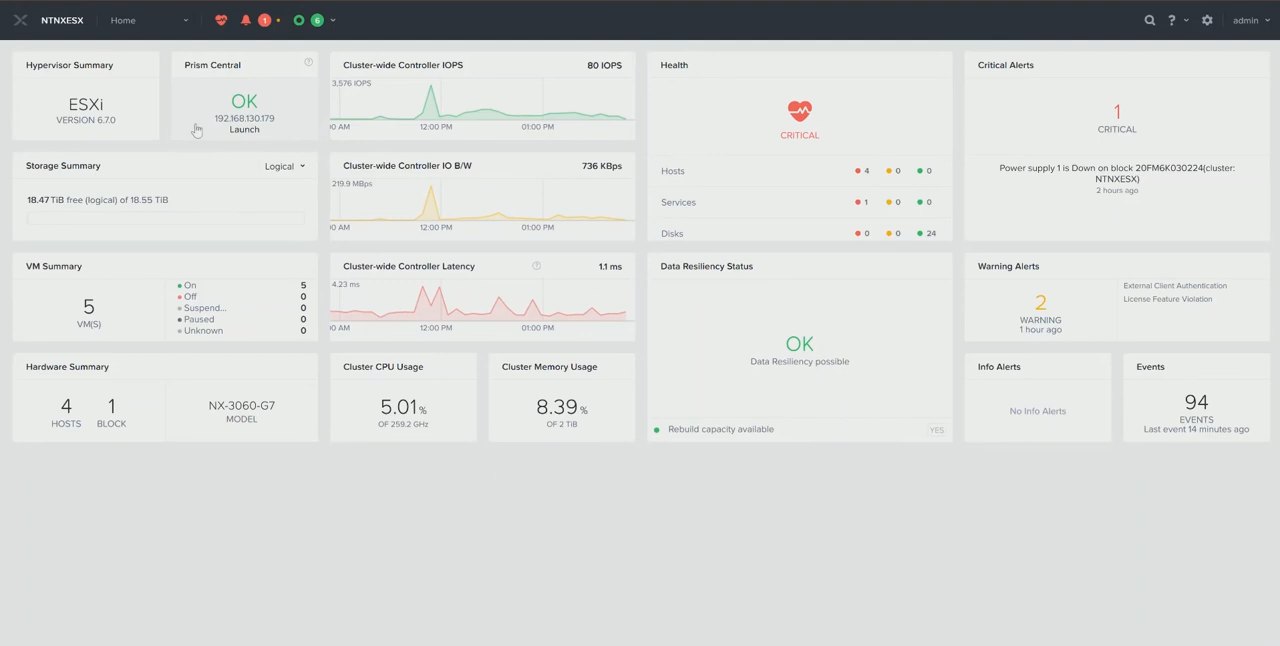 NTNXESX
Home
1
6
?
admin
Hypervisor Summary
ESXi
VERSION 6.7.0
Prism Central
?
OK
192.168.130.179
Launch
Storage Summary
Logical
18.47 TiB free (logical) of 18.55 TiB
VM Summary
5
VM(S)
On 5
Off 0
Suspend... 0
Paused 0
Unknown 0
Hardware Summary
4
HOSTS
1
BLOCK
NX-3060-G7
MODEL
Cluster-wide Controller IOPS 80 IOPS
3,576 IOPS
00 AM 12:00 PM 01:00 PM
Cluster-wide Controller IO B/W 736 KBps
219.9 MBps
00 AM 12:00 PM 01:00 PM
Cluster-wide Controller Latency ? 1.1 ms
4.23 ms
00 AM 12:00 PM 01:00 PM
Cluster CPU Usage
5.01 %
OF 259.2 GHz
Cluster Memory Usage
8.39 %
OF 2 TiB
Health
CRITICAL
Hosts 4 0 0
Services 1 0 0
Disks 0 0 24
Data Resiliency Status
OK
Data Resiliency possible
Rebuild capacity available YES
Critical Alerts
1
CRITICAL
Power supply 1 is Down on block 20FM6K030224(cluster:
NTNXESX)
2 hours ago
Warning Alerts
2
WARNING
1 hour ago
External Client Authentication
License Feature Violation
Info Alerts
No Info Alerts
Events
94
EVENTS
Last event 14 minutes ago